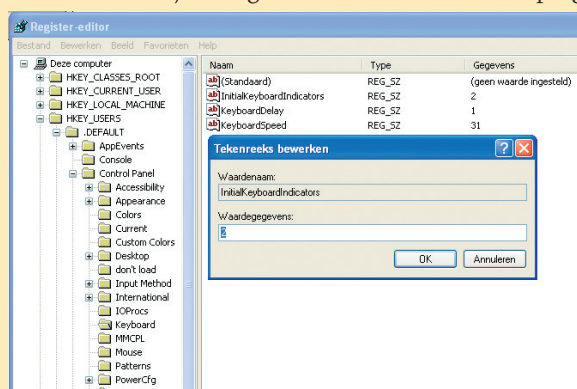 Register-editor
Bestand Bewerken Beeld Favorieten Help
Deze computer
HKEY_CLASSES_ROOT
HKEY_CURRENT_USER
HKEY_LOCAL_MACHINE
HKEY_USERS
.DEFAULT
AppEvents
Console
Control Panel
Accessibility
Appearance
Colors
Current
Custom Colors
Desktop
don't load
Input Method
International
IOProcs
Keyboard
MMCPL
Mouse
Patterns
PowerCfg
Naam Type Gegevens
(Standaard) REG_SZ (geen waarde ingesteld)
InitialKeyboardIndicators REG_SZ 2
KeyboardDelay REG_SZ 1
KeyboardSpeed REG_SZ 31
Tekenreeks bewerken
Waardenaam:
InitialKeyboardIndicators
Waardegegevens:
2
OK Annuleren